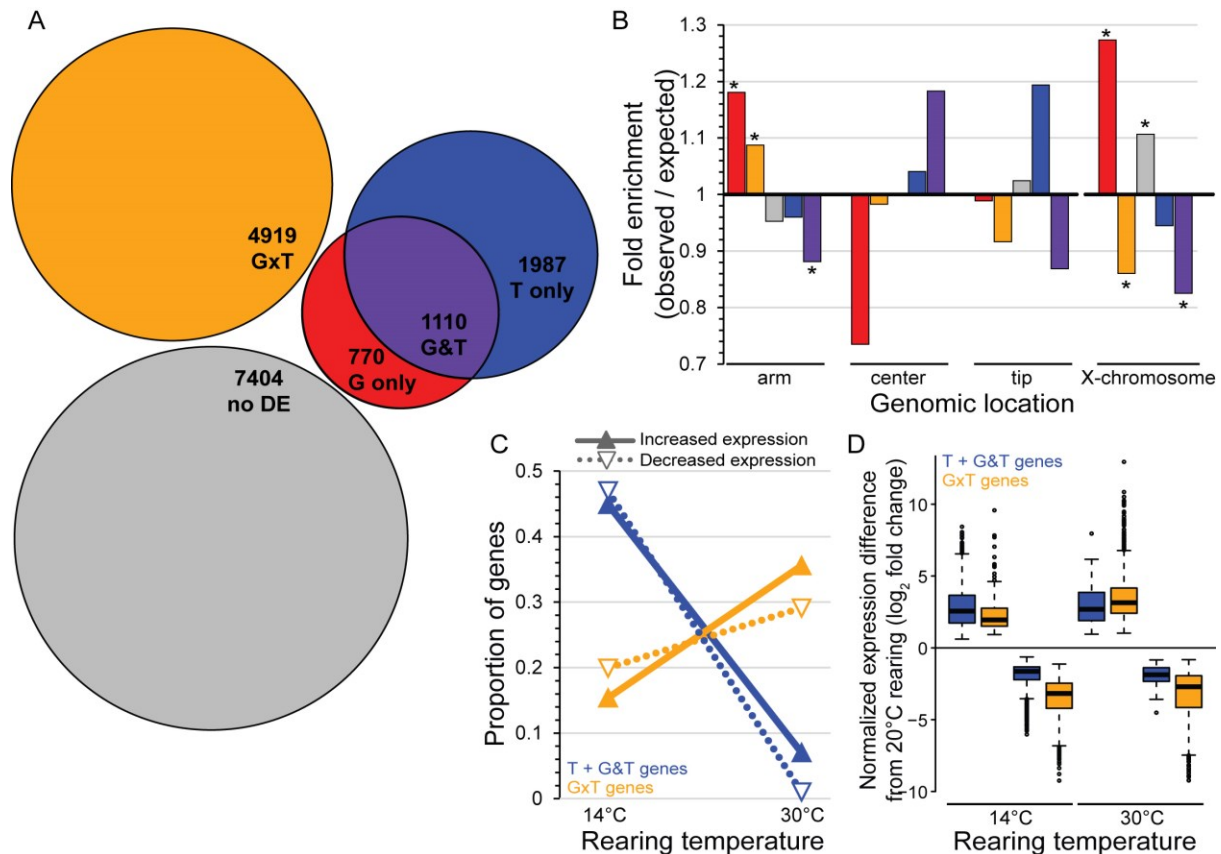 A
4919
GxT
1987
T only
1110
G&T
770
G only
7404
no DE
B
Fold enrichment
(observed / expected)
1.3
1.2
1.1
1
0.9
0.8
0.7
*
*
*
*
*
*
*
arm
center
tip
X-chromosome
Genomic location
C
Increased expression
Decreased expression
Proportion of genes
0.5
0.4
0.3
0.2
0.1
0
T + G&T genes
GxT genes
14°C
30°C
Rearing temperature
D
T + G&T genes
GxT genes
Normalized expression difference
from 20°C rearing (log2 fold change)
10
5
0
−5
−10
14°C
30°C
Rearing temperature